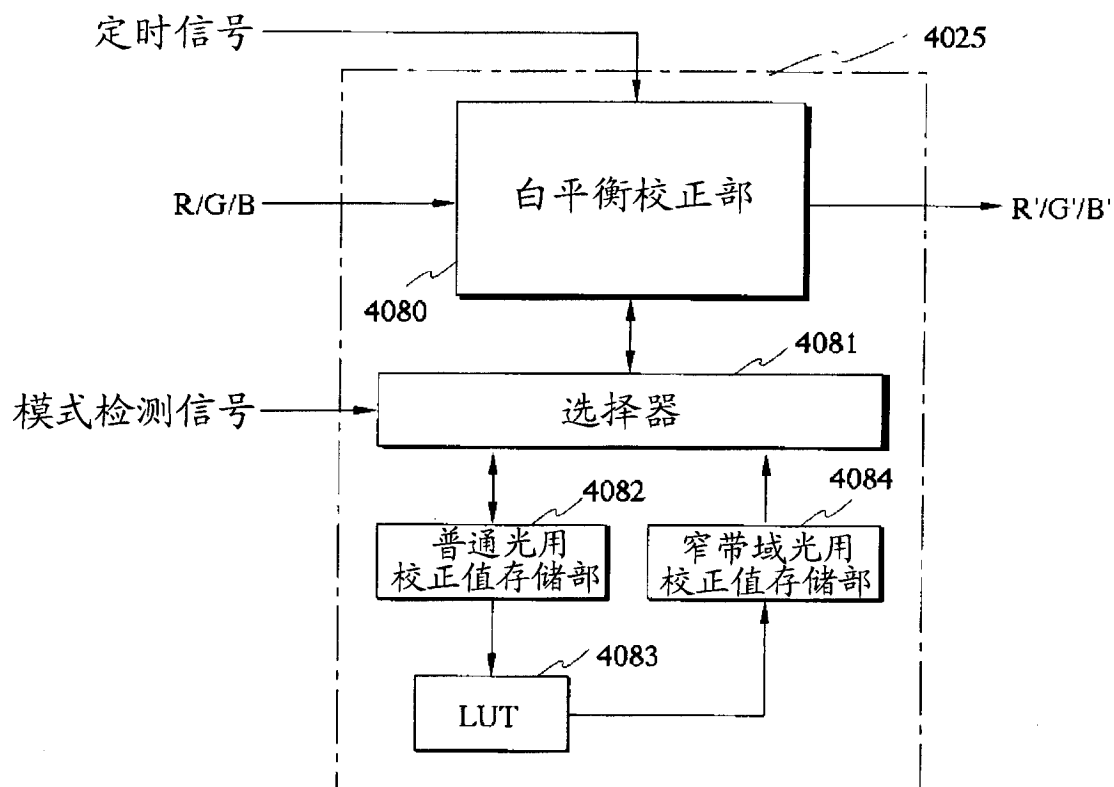 定时信号
4025
白平衡校正部
R/G/B
R'/G'/B'
4080
4081
模式检测信号
选择器
4082
4084
普通光用
校正值存储部
窄带域光用
校正值存储部
4083
LUT